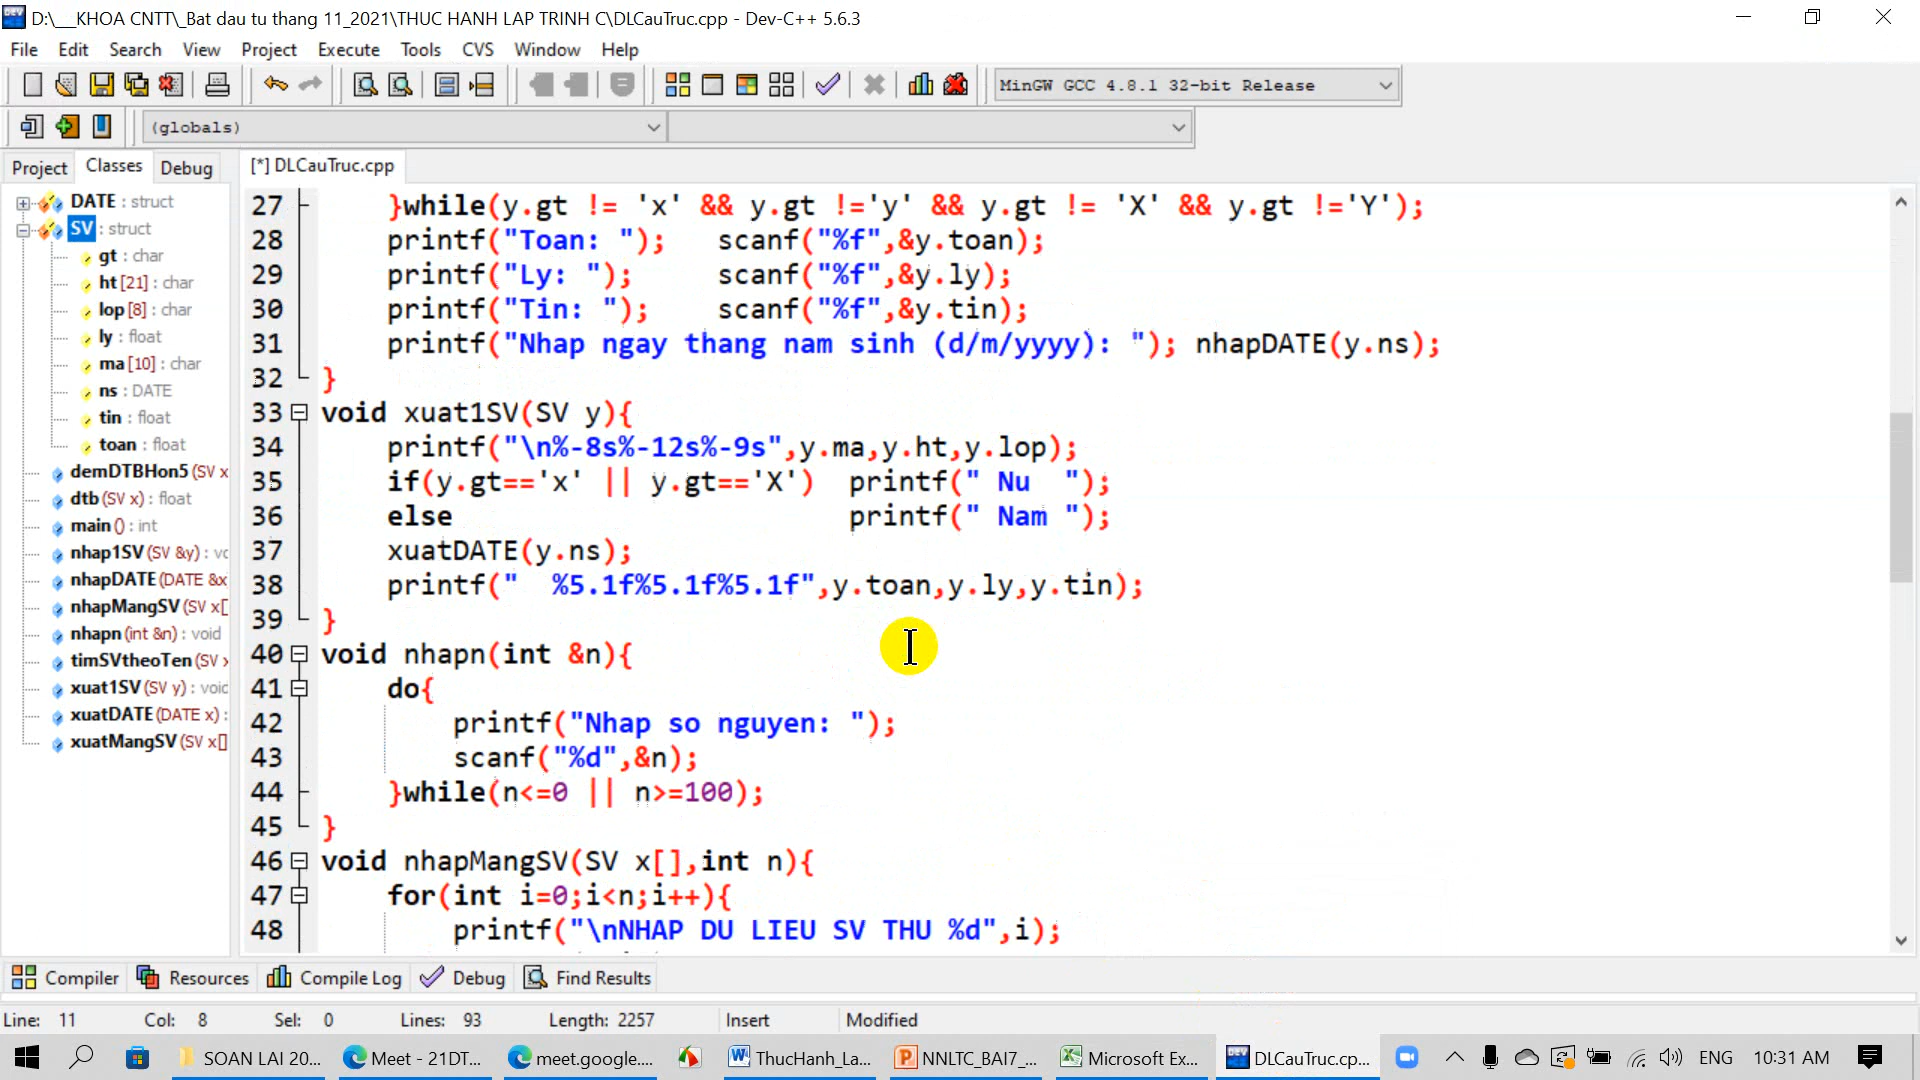 D:\__KHOA CNTT\_Bat dau tu thang 11_2021\THUC HANH LAP TRINH C\DLCauTruc.cpp - Dev-C++ 5.6.3
File Edit Search View Project Execute Tools CVS Window Help
MinGW GCC 4.8.1 32-bit Release
(globals)
Project Classes Debug
[*] DLCauTruc.cpp
DATE : struct
SV : struct
gt : char
ht [21] : char
lop [8] : char
ly : float
ma [10] : char
ns : DATE
tin : float
toan : float
demDTBHon5 (SV x
dtb (SV x) : float
main () : int
nhap1SV (SV &y) : vc
nhapDATE (DATE &x
nhapMangSV (SV x[
nhapn (int &n) : void
timSVtheoTen (SV x
xuat1SV (SV y) : voic
xuatDATE (DATE x) :
xuatMangSV (SV x[]
27 }while(y.gt != 'x' && y.gt !='y' && y.gt != 'X' && y.gt !='Y');
28 printf("Toan: "); scanf("%f",&y.toan);
29 printf("Ly: "); scanf("%f",&y.ly);
30 printf("Tin: "); scanf("%f",&y.tin);
31 printf("Nhap ngay thang nam sinh (d/m/yyyy): "); nhapDATE(y.ns);
32 }
33 void xuat1SV(SV y){
34 printf("\n%-8s%-12s%-9s",y.ma,y.ht,y.lop);
35 if(y.gt=='x' || y.gt=='X') printf(" Nu  ");
36 else printf(" Nam ");
37 xuatDATE(y.ns);
38 printf("  %5.1f%5.1f%5.1f",y.toan,y.ly,y.tin);
39 }
40 void nhapn(int &n){
41 do{
42 printf("Nhap so nguyen: ");
43 scanf("%d",&n);
44 }while(n<=0 || n>=100);
45 }
46 void nhapMangSV(SV x[],int n){
47 for(int i=0;i<n;i++){
48 printf("\nNHAP DU LIEU SV THU %d",i);
Compiler Resources Compile Log Debug Find Results
Line: 11 Col: 8 Sel: 0 Lines: 93 Length: 2257 Insert Modified
SOAN LAI 20... Meet - 21DT... meet.google.... ThucHanh_La... NNLTC_BAI7_... Microsoft Ex... DLCauTruc.cp... ENG 10:31 AM